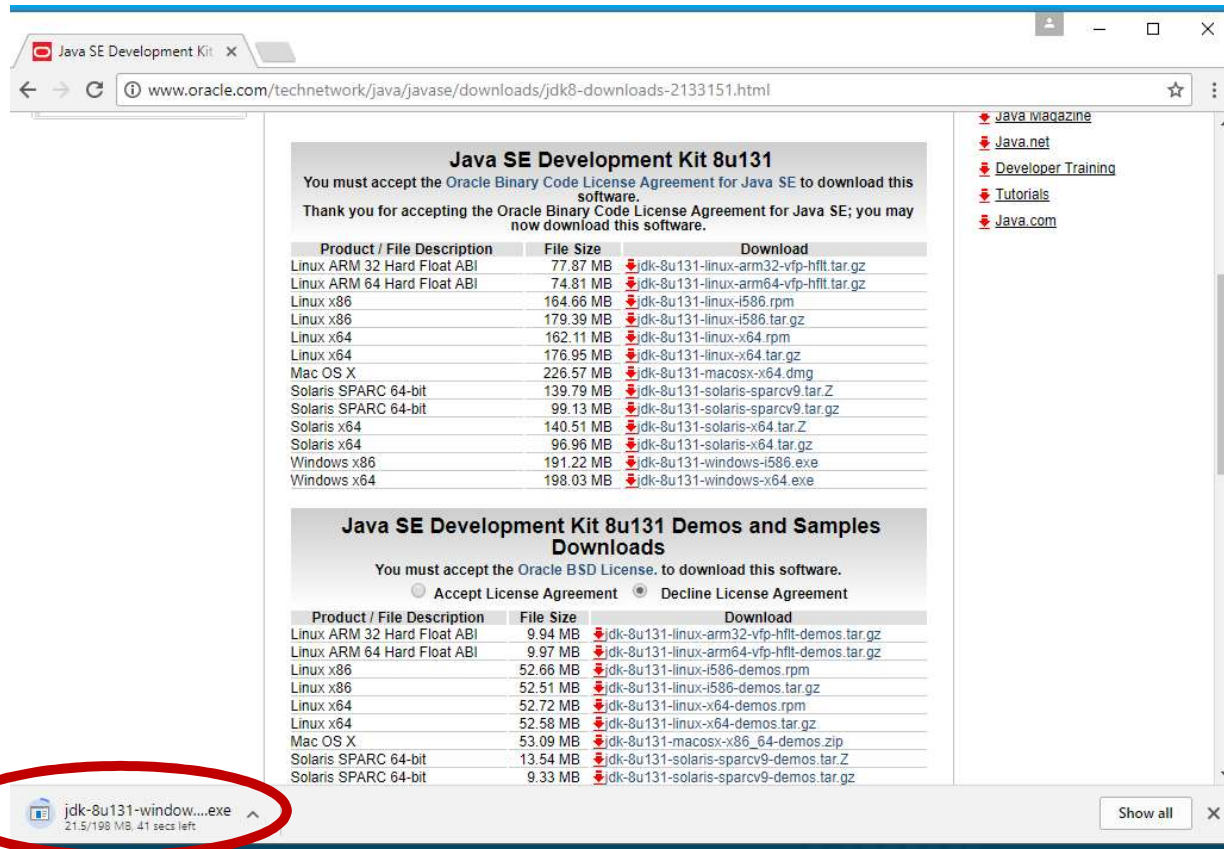 Java SE Development Kit
www.oracle.com/technetwork/java/javase/downloads/jdk8-downloads-2133151.html
Java Magazine
Java.net
Developer Training
Tutorials
Java.com
Java SE Development Kit 8u131
You must accept the Oracle Binary Code License Agreement for Java SE to download this
software.
Thank you for accepting the Oracle Binary Code License Agreement for Java SE; you may
now download this software.
Product / File Description File Size Download
Linux ARM 32 Hard Float ABI 77.87 MB jdk-8u131-linux-arm32-vfp-hflt.tar.gz
Linux ARM 64 Hard Float ABI 74.81 MB jdk-8u131-linux-arm64-vfp-hflt.tar.gz
Linux x86 164.66 MB jdk-8u131-linux-i586.rpm
Linux x86 179.39 MB jdk-8u131-linux-i586.tar.gz
Linux x64 162.11 MB jdk-8u131-linux-x64.rpm
Linux x64 176.95 MB jdk-8u131-linux-x64.tar.gz
Mac OS X 226.57 MB jdk-8u131-macosx-x64.dmg
Solaris SPARC 64-bit 139.79 MB jdk-8u131-solaris-sparcv9.tar.Z
Solaris SPARC 64-bit 99.13 MB jdk-8u131-solaris-sparcv9.tar.gz
Solaris x64 140.51 MB jdk-8u131-solaris-x64.tar.Z
Solaris x64 96.96 MB jdk-8u131-solaris-x64.tar.gz
Windows x86 191.22 MB jdk-8u131-windows-i586.exe
Windows x64 198.03 MB jdk-8u131-windows-x64.exe
Java SE Development Kit 8u131 Demos and Samples
Downloads
You must accept the Oracle BSD License. to download this software.
Accept License Agreement Decline License Agreement
Product / File Description File Size Download
Linux ARM 32 Hard Float ABI 9.94 MB jdk-8u131-linux-arm32-vfp-hflt-demos.tar.gz
Linux ARM 64 Hard Float ABI 9.97 MB jdk-8u131-linux-arm64-vfp-hflt-demos.tar.gz
Linux x86 52.66 MB jdk-8u131-linux-i586-demos.rpm
Linux x86 52.51 MB jdk-8u131-linux-i586-demos.tar.gz
Linux x64 52.72 MB jdk-8u131-linux-x64-demos.rpm
Linux x64 52.58 MB jdk-8u131-linux-x64-demos.tar.gz
Mac OS X 53.09 MB jdk-8u131-macosx-x86_64-demos.zip
Solaris SPARC 64-bit 13.54 MB jdk-8u131-solaris-sparcv9-demos.tar.Z
Solaris SPARC 64-bit 9.33 MB jdk-8u131-solaris-sparcv9-demos.tar.gz
jdk-8u131-window....exe
21.5/198 MB, 41 secs left
Show all